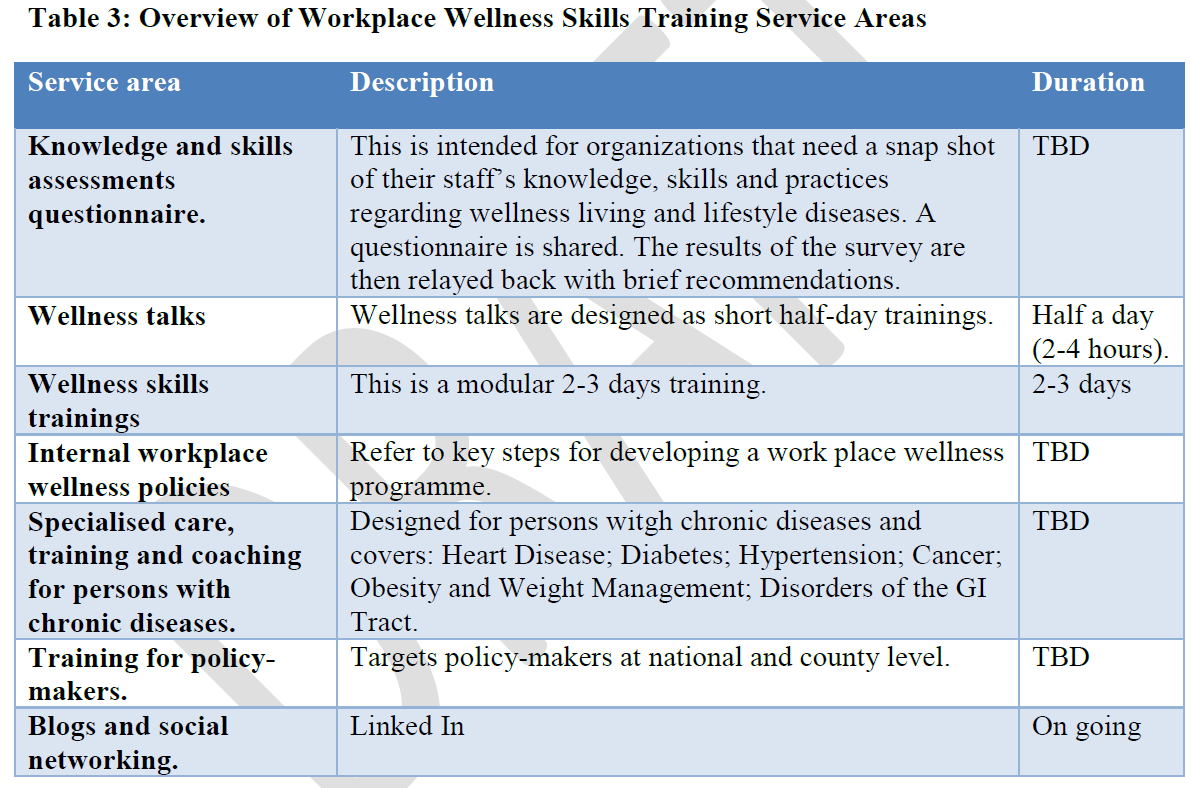 Table 3: Overview of Workplace Wellness Skills Training Service Areas
Service area Description Duration
Knowledge and skills assessments questionnaire.
This is intended for organizations that need a snap shot
of their staff's knowledge, skills and practices
regarding wellness living and lifestyle diseases. A
questionnaire is shared. The results of the survey are
then relayed back with brief recommendations.
TBD
Wellness talks
Wellness talks are designed as short half-day trainings.
Half a day
(2-4 hours).
Wellness skills
trainings
This is a modular 2-3 days training.
2-3 days
Internal workplace
wellness policies
Refer to key steps for developing a work place wellness
programme.
TBD
Specialised care,
training and coaching
for persons with
chronic diseases.
Designed for persons witgh chronic diseases and
covers: Heart Disease; Diabetes; Hypertension; Cancer;
Obesity and Weight Management; Disorders of the GI
Tract.
TBD
Training for policy-
makers.
Targets policy-makers at national and county level.
TBD
Blogs and social
networking.
Linked In
On going